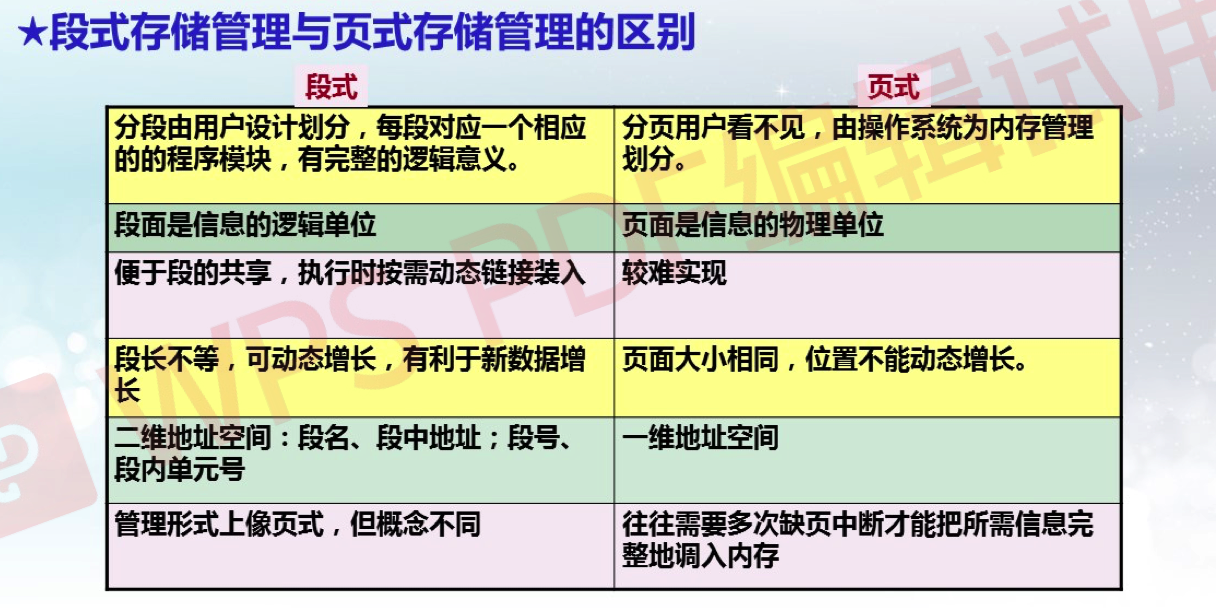 ★段式存储管理与页式存储管理的区别
段式
页式
分段由用户设计划分，每段对应一个相应
的的程序模块，有完整的逻辑意义。
分页用户看不见，由操作系统为内存管理
划分。
段面是信息的逻辑单位
页面是信息的物理单位
便于段的共享，执行时按需动态链接装入
较难实现
段长不等，可动态增长，有利于新数据增
长
页面大小相同，位置不能动态增长。
二维地址空间：段名、段中地址；段号、
段内单元号
一维地址空间
管理形式上像页式，但概念不同
往往需要多次缺页中断才能把所需信息完
整地调入内存
WPS PDF编辑试用